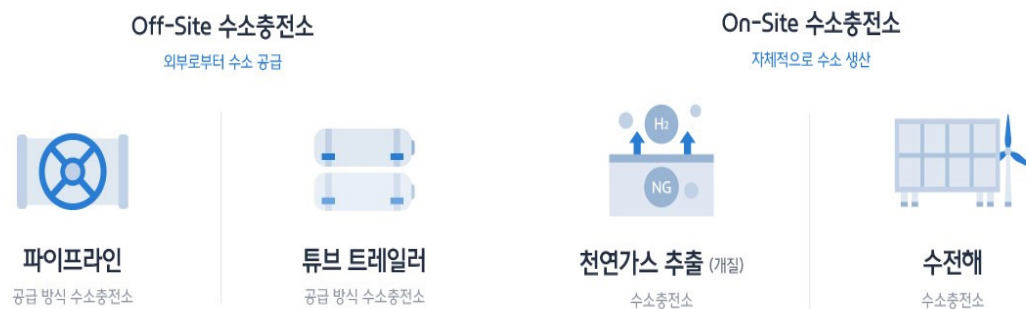 Off-Site 수소충전소
외부로부터 수소 공급
On-Site 수소충전소
자체적으로 수소 생산
H₂
NG
파이프라인
공급 방식 수소충전소
튜브 트레일러
공급 방식 수소충전소
천연가스 추출 (개질)
수소충전소
수전해
수소충전소